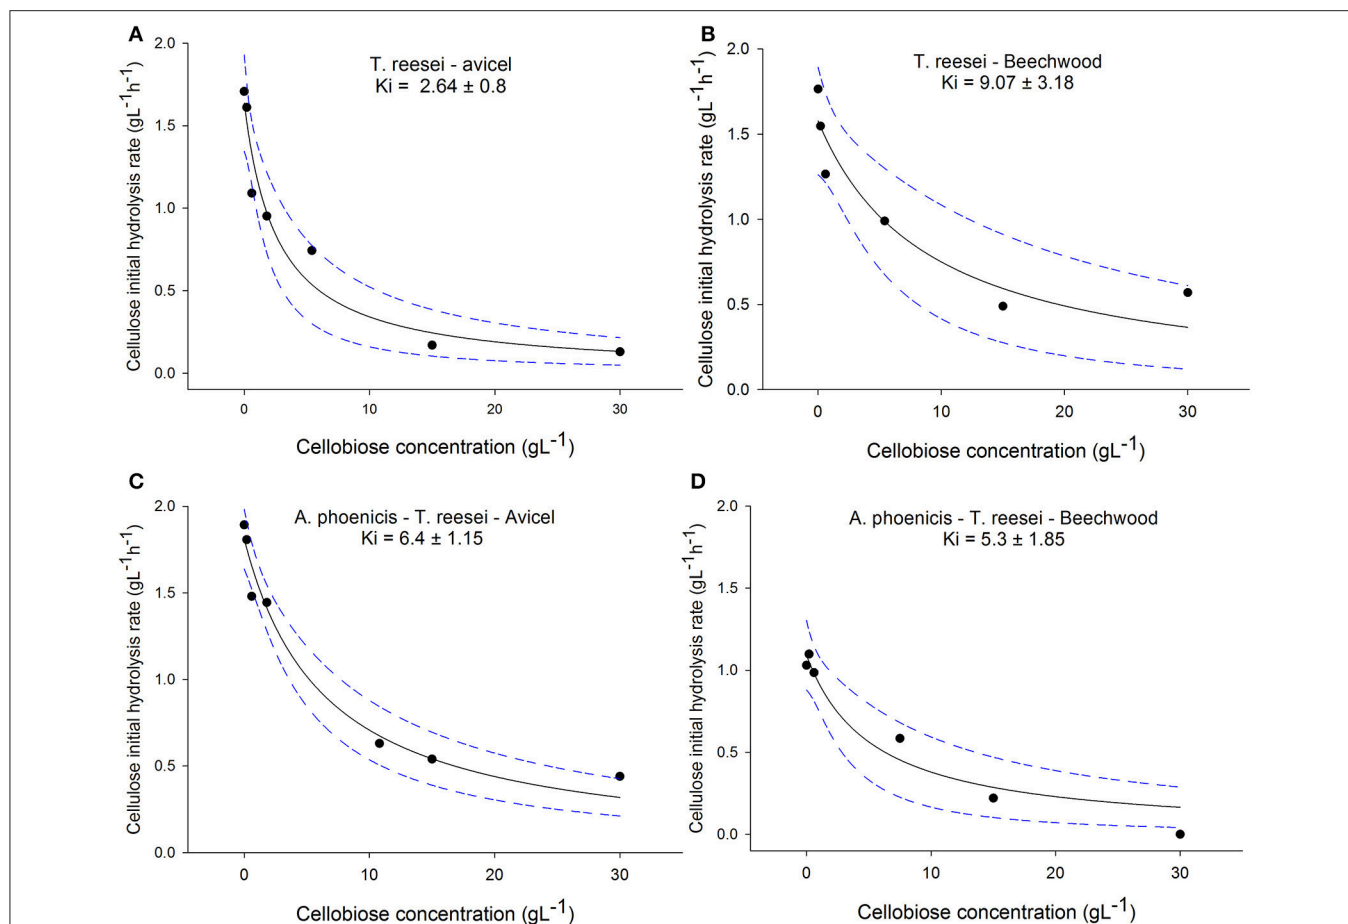 A
T. reesei - avicel
Ki = 2.64 ± 0.8
Cellulose initial hydrolysis rate (gL⁻¹h⁻¹)
2.0
1.5
1.0
0.5
0.0
0 10 20 30
Cellobiose concentration (gL⁻¹)
B
T. reesei - Beechwood
Ki = 9.07 ± 3.18
Cellulose initial hydrolysis rate (gL⁻¹h⁻¹)
2.0
1.5
1.0
0.5
0.0
0 10 20 30
Cellobiose concentration (gL⁻¹)
C
A. phoenicis - T. reesei - Avicel
Ki = 6.4 ± 1.15
Cellulose initial hydrolysis rate (gL⁻¹h⁻¹)
2.0
1.5
1.0
0.5
0.0
0 10 20 30
Cellobiose concentration (gL⁻¹)
D
A. phoenicis - T. reesei - Beechwood
Ki = 5.3 ± 1.85
Cellulose initial hydrolysis rate (gL⁻¹h⁻¹)
2.0
1.5
1.0
0.5
0.0
0 10 20 30
Cellobiose concentration (gL⁻¹)